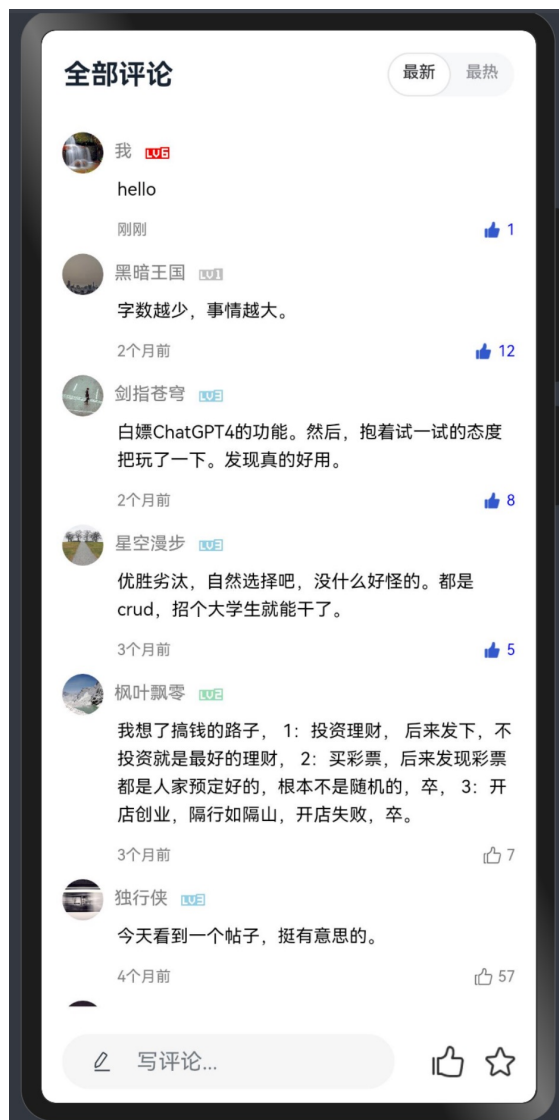 全部评论
最新 最热
我 LV6
hello
刚刚 1
黑暗王国 LV1
字数越少，事情越大。
2个月前 12
剑指苍穹 LV3
白嫖ChatGPT4的功能。然后，抱着试一试的态度
把玩了一下。发现真的好用。
2个月前 8
星空漫步 LV3
优胜劣汰，自然选择吧，没什么好怪的。都是
crud，招个大学生就能干了。
3个月前 5
枫叶飘零 LV2
我想了搞钱的路子， 1：投资理财， 后来发下，不
投资就是最好的理财， 2：买彩票，后来发现彩票
都是人家预定好的，根本不是随机的，卒， 3：开
店创业，隔行如隔山，开店失败，卒。
3个月前 7
独行侠 LV3
今天看到一个帖子，挺有意思的。
4个月前 57
写评论...